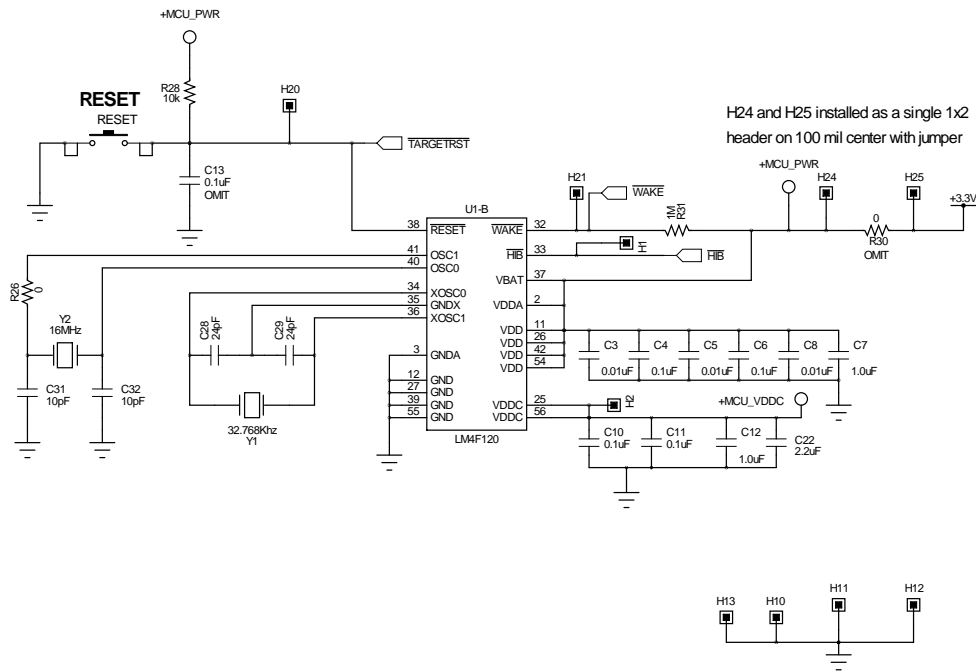 +MCU_PWR
R28
10k
H20
RESET
RESET
TARGETRST
C13
0.1uF
OMIT
H24 and H25 installed as a single 1x2
header on 100 mil center with jumper
+MCU_PWR
H21
WAKE
H24
H25
+3.3V
1M
R31
0
R30
OMIT
H1
HIB
U1-B
38
RESET
41
OSC1
40
OSC0
34
XOSC0
35
GNDX
36
XOSC1
3
GNDA
12
GND
27
GND
39
GND
55
GND
WAKE
32
HIB
33
VBAT
37
VDDA
2
VDD
11
VDD
26
VDD
42
VDD
54
VDDC
25
VDDC
56
LM4F120
R26
0
Y2
16MHz
C31
10pF
C32
10pF
C28
24pF
C29
24pF
32.768Khz
Y1
C3
0.01uF
C4
0.1uF
C5
0.01uF
C6
0.1uF
C8
0.01uF
C7
1.0uF
H2
+MCU_VDDC
C10
0.1uF
C11
0.1uF
C12
1.0uF
C22
2.2uF
H13
H10
H11
H12